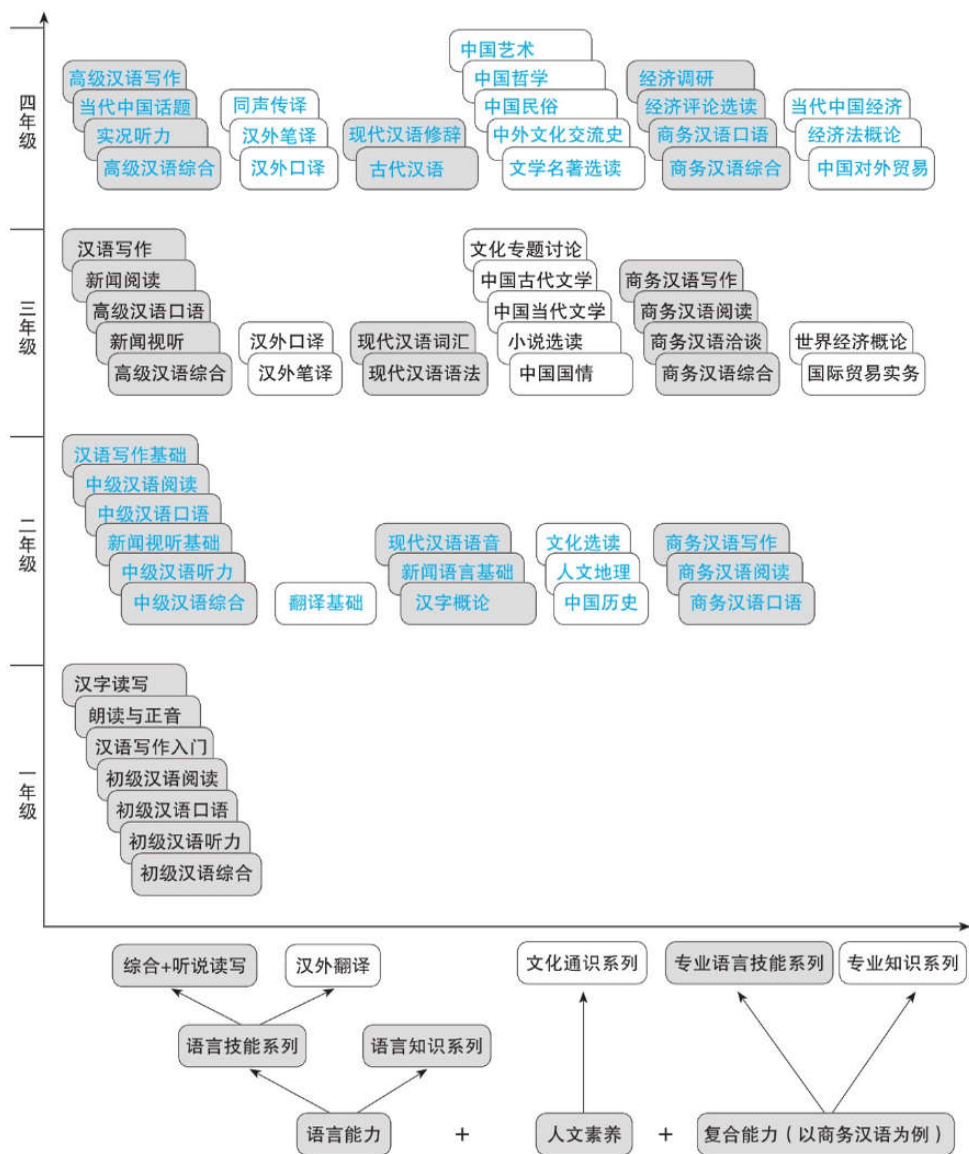 四年级
高级汉语写作
当代中国话题
实况听力
高级汉语综合
同声传译
汉外笔译
汉外口译
现代汉语修辞
古代汉语
中国艺术
中国哲学
中国民俗
中外文化交流史
文学名著选读
经济调研
经济评论选读
商务汉语口语
商务汉语综合
当代中国经济
经济法概论
中国对外贸易
三年级
汉语写作
新闻阅读
高级汉语口语
新闻视听
高级汉语综合
汉外口译
汉外笔译
现代汉语词汇
现代汉语语法
文化专题讨论
中国古代文学
中国当代文学
小说选读
中国国情
商务汉语写作
商务汉语阅读
商务汉语洽谈
商务汉语综合
世界经济概论
国际贸易实务
二年级
汉语写作基础
中级汉语阅读
中级汉语口语
新闻视听基础
中级汉语听力
中级汉语综合
翻译基础
现代汉语语音
新闻语言基础
汉字概论
文化选读
人文地理
中国历史
商务汉语写作
商务汉语阅读
商务汉语口语
一年级
汉字读写
朗读与正音
汉语写作入门
初级汉语阅读
初级汉语口语
初级汉语听力
初级汉语综合
综合+听说读写
汉外翻译
文化通识系列
专业语言技能系列
专业知识系列
语言技能系列
语言知识系列
语言能力 + 人文素养 + 复合能力（以商务汉语为例）